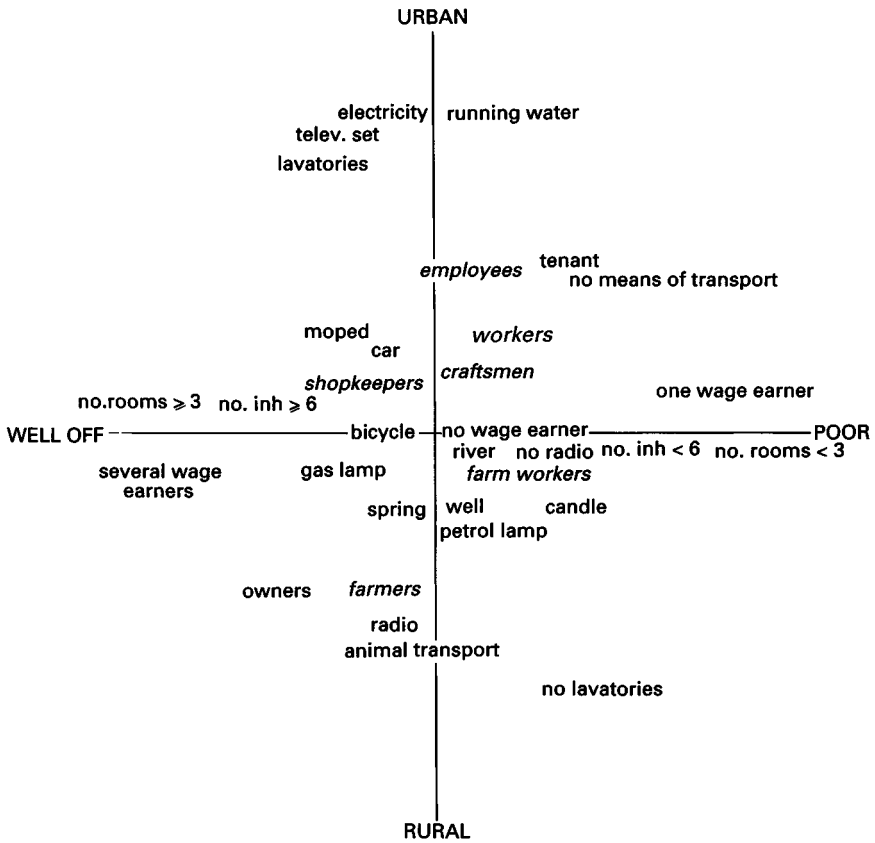 URBAN
electricity running water
telev. set
lavatories
tenant
employees
no means of transport
moped
workers
car
craftsmen
shopkeepers
one wage earner
no.rooms ⩾ 3 no. inh ⩾ 6
WELL OFF bicycle no wage earner POOR
river no radio no. inh < 6 no. rooms < 3
several wage
earners
gas lamp
farm workers
spring well candle
petrol lamp
owners farmers
radio
animal transport
no lavatories
RURAL